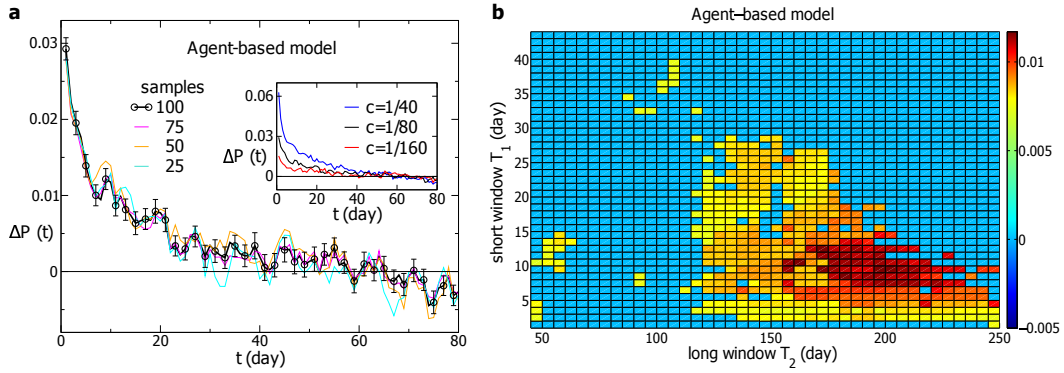 a
Agent-based model
0.03
0.02
0.01
0
ΔP (t)
samples
100
75
50
25
0.06
0.03
0
ΔP (t)
c=1/40
c=1/80
c=1/160
0 20 40 60 80
t (day)
0 20 40 60 80
t (day)
b
Agent–based model
short window T1 (day)
40
35
30
25
20
15
10
5
50 100 150 200 250
long window T2 (day)
0.01
0.005
0
−0.005